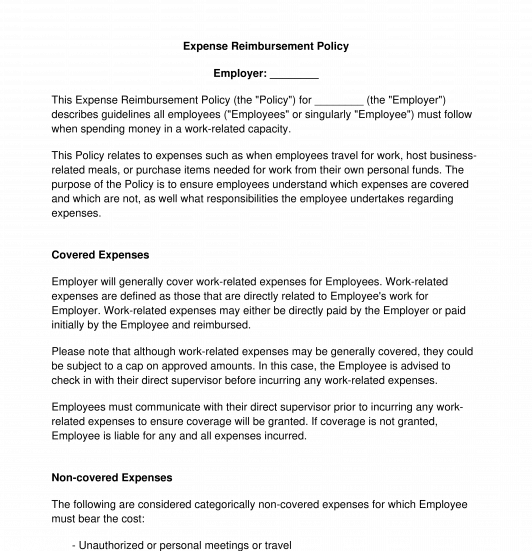 Expense Reimbursement Policy
Employer: ________
This Expense Reimbursement Policy (the "Policy") for ________ (the "Employer")
describes guidelines all employees ("Employees" or singularly "Employee") must follow
when spending money in a work-related capacity.
This Policy relates to expenses such as when employees travel for work, host business-
related meals, or purchase items needed for work from their own personal funds. The
purpose of the Policy is to ensure employees understand which expenses are covered
and which are not, as well what responsibilities the employee undertakes regarding
expenses.
Covered Expenses
Employer will generally cover work-related expenses for Employees. Work-related
expenses are defined as those that are directly related to Employee's work for
Employer. Work-related expenses may either be directly paid by the Employer or paid
initially by the Employee and reimbursed.
Please note that although work-related expenses may be generally covered, they could
be subject to a cap on approved amounts. In this case, the Employee is advised to
check in with their direct supervisor before incurring any work-related expenses.
Employees must communicate with their direct supervisor prior to incurring any work-
related expenses to ensure coverage will be granted. If coverage is not granted,
Employee is liable for any and all expenses incurred.
Non-covered Expenses
The following are considered categorically non-covered expenses for which Employee
must bear the cost:
- Unauthorized or personal meetings or travel